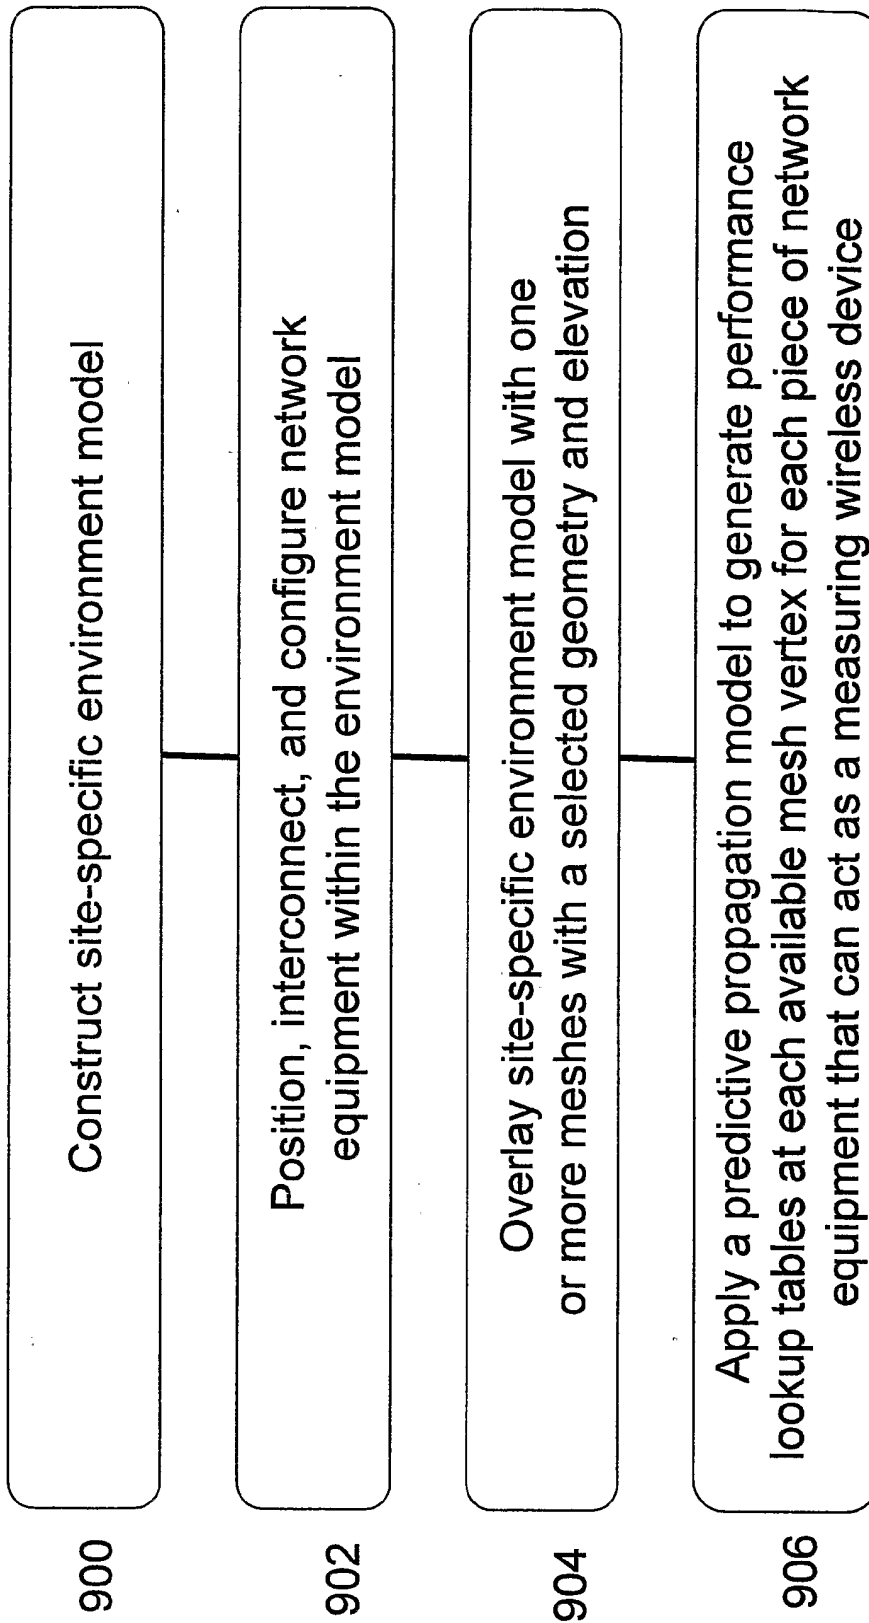 900
Construct site-specific environment model
902
Position, interconnect, and configure network
equipment within the environment model
904
Overlay site-specific environment model with one
or more meshes with a selected geometry and elevation
906
Apply a predictive propagation model to generate performance
lookup tables at each available mesh vertex for each piece of network
equipment that can act as a measuring wireless device